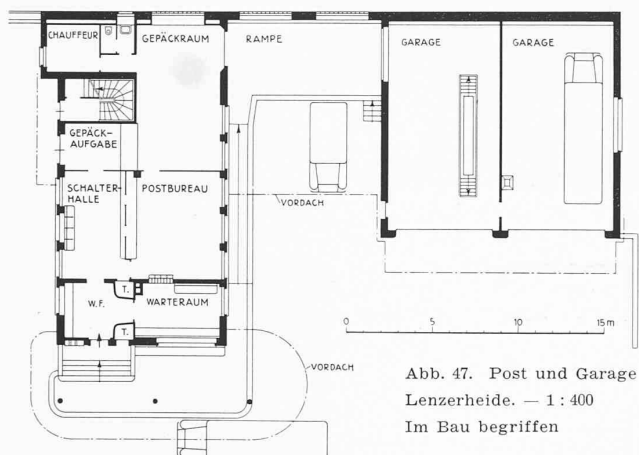 CHAUFFEUR
GEPÄCKRAUM
RAMPE
GARAGE
GARAGE
GEPÄCK-
AUFGABE
SCHALTER-
HALLE
POSTBUREAU
VORDACH
T.
W.F.
WARTERAUM
T.
0 5 10 15 m
VORDACH
Abb. 47. Post und Garage
Lenzerheide. — 1 : 400
Im Bau begriffen